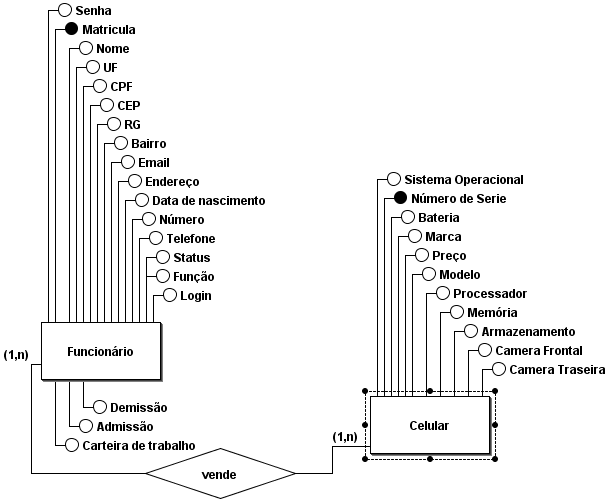 Senha
Matricula
Nome
UF
CPF
CEP
RG
Bairro
Email
Endereço
Data de nascimento
Número
Telefone
Status
Função
Login
(1,n)
Funcionário
Demissão
Admissão
Carteira de trabalho
vende
Sistema Operacional
Número de Serie
Bateria
Marca
Preço
Modelo
Processador
Memória
Armazenamento
Camera Frontal
Camera Traseira
Celular
(1,n)